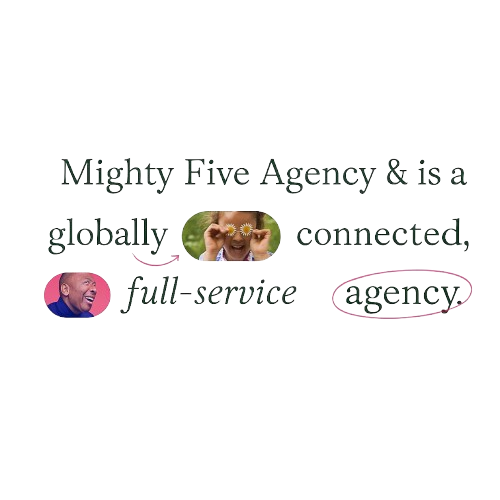 Mighty Five Agency & is a
globally connected,
full-service agency.